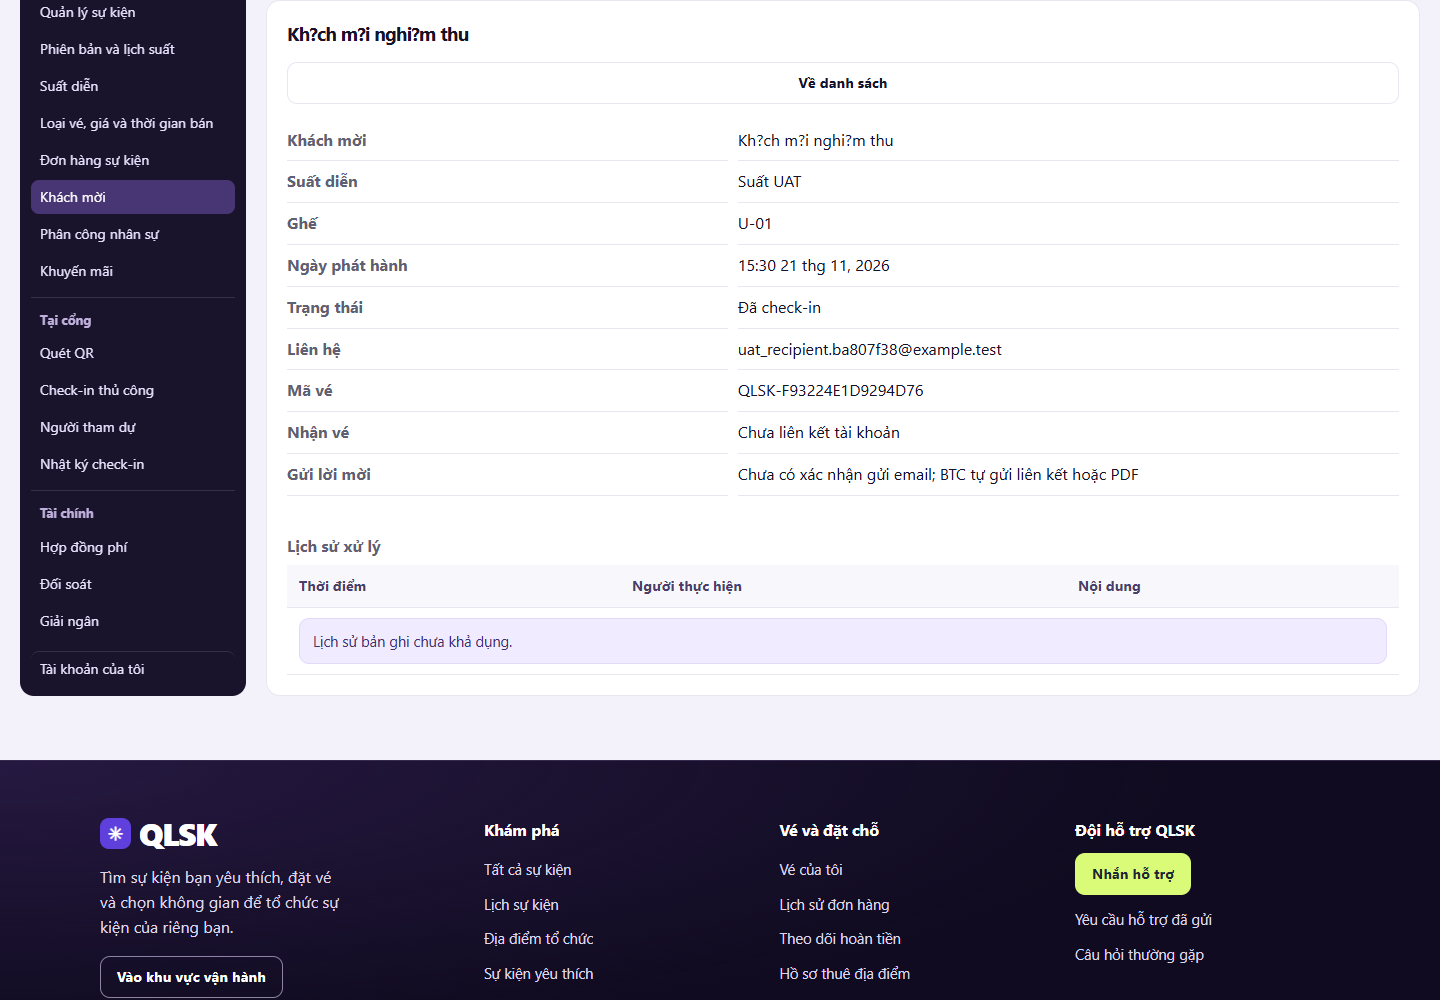 Quản lý sự kiện
Phiên bản và lịch suất
Suất diễn
Loại vé, giá và thời gian bán
Đơn hàng sự kiện
Khách mời
Phân công nhân sự
Khuyến mãi
Tại cổng
Quét QR
Check-in thủ công
Người tham dự
Nhật ký check-in
Tài chính
Hợp đồng phí
Đối soát
Giải ngân
Tài khoản của tôi
Kh?ch m?i nghi?m thu
Về danh sách
Khách mời Kh?ch m?i nghi?m thu
Suất diễn Suất UAT
Ghế U-01
Ngày phát hành 15:30 21 thg 11, 2026
Trạng thái Đã check-in
Liên hệ uat_recipient.ba807f38@example.test
Mã vé QLSK-F93224E1D9294D76
Nhận vé Chưa liên kết tài khoản
Gửi lời mời Chưa có xác nhận gửi email; BTC tự gửi liên kết hoặc PDF
Lịch sử xử lý
Thời điểm Người thực hiện Nội dung
Lịch sử bản ghi chưa khả dụng.
QLSK
Tìm sự kiện bạn yêu thích, đặt vé
và chọn không gian để tổ chức sự
kiện của riêng bạn.
Vào khu vực vận hành
Khám phá
Tất cả sự kiện
Lịch sự kiện
Địa điểm tổ chức
Sự kiện yêu thích
Vé và đặt chỗ
Vé của tôi
Lịch sử đơn hàng
Theo dõi hoàn tiền
Hồ sơ thuê địa điểm
Đội hỗ trợ QLSK
Nhắn hỗ trợ
Yêu cầu hỗ trợ đã gửi
Câu hỏi thường gặp